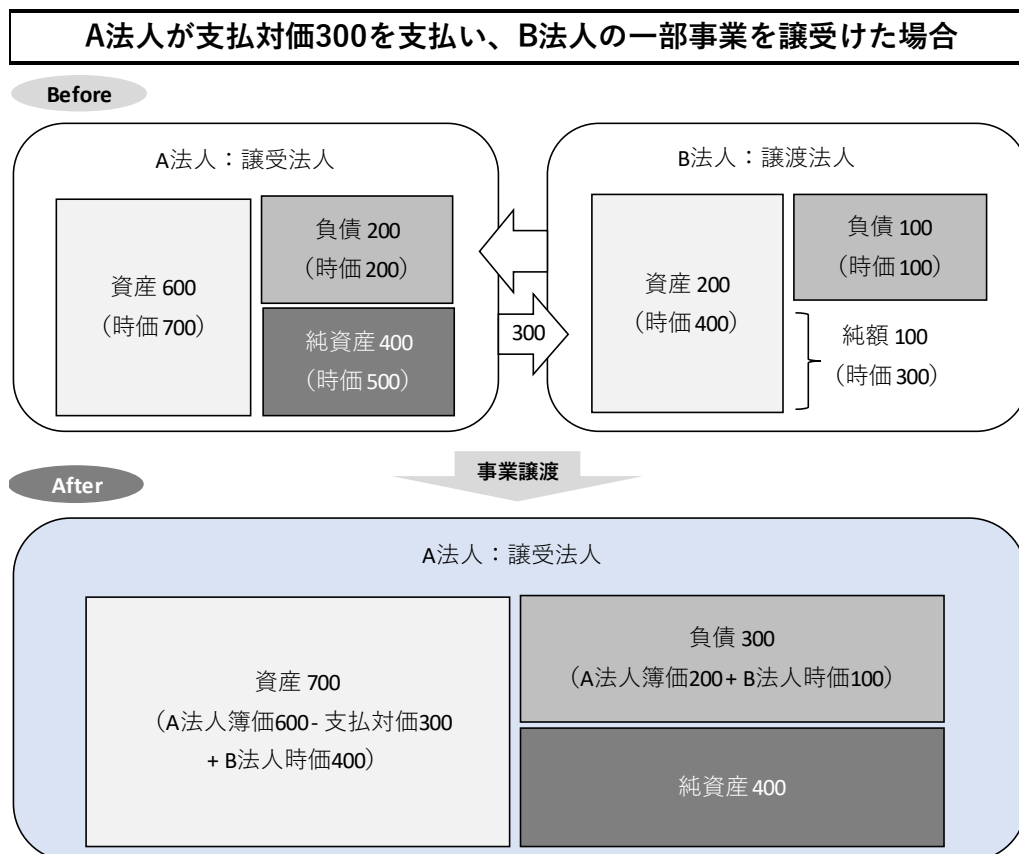 A法人が支払対価300を支払い、B法人の一部事業を譲受けた場合
Before
A法人：譲受法人
資産 600
（時価 700）
負債 200
（時価 200）
純資産 400
（時価 500）
300
B法人：譲渡法人
資産 200
（時価 400）
負債 100
（時価 100）
純額 100
（時価 300）
事業譲渡
After
A法人：譲受法人
資産 700
（A法人簿価600 - 支払対価300
+ B法人時価400）
負債 300
（A法人簿価200 + B法人時価100）
純資産 400